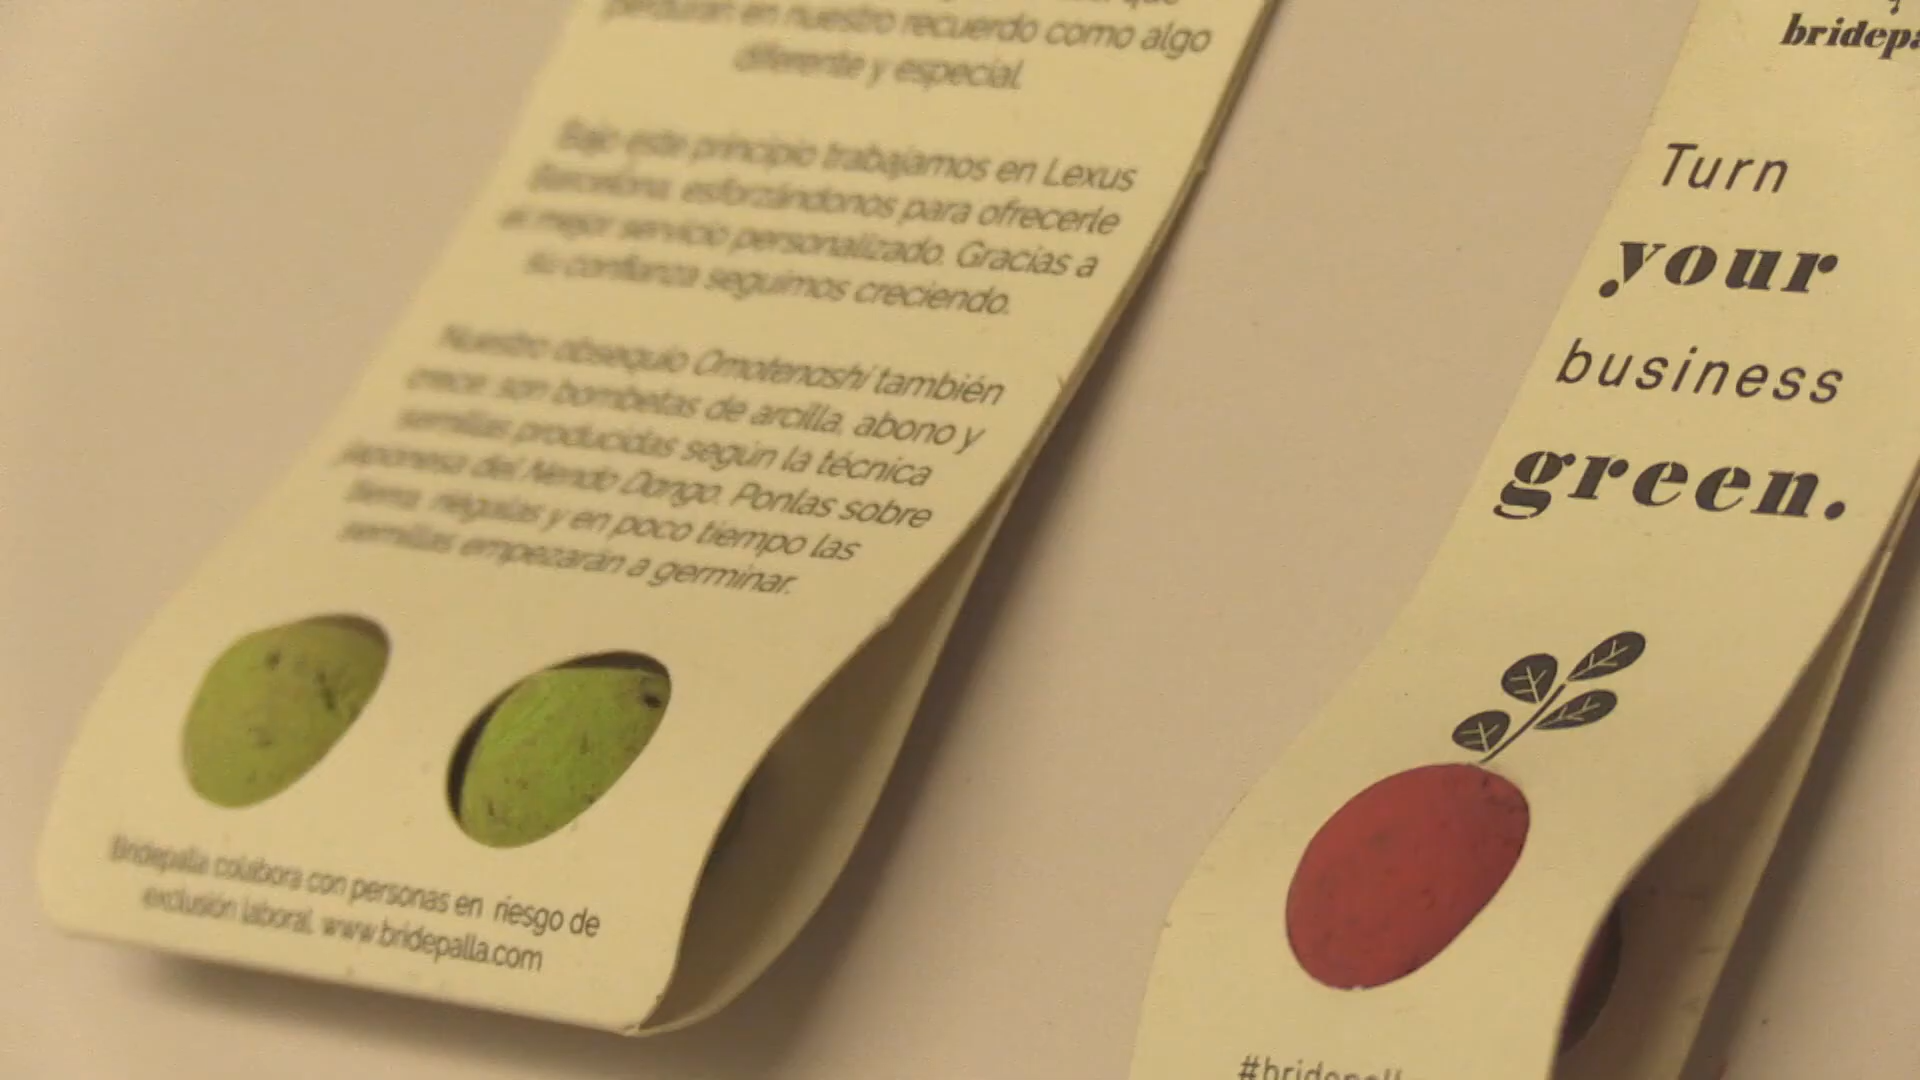 perduran en nuestro recuerdo como algo
diferente y especial.
Bajo este principio trabajamos en Lexus
Barcelona, esforzándonos para ofrecerle
el mejor servicio personalizado. Gracias a
su confianza seguimos creciendo.
Nuestro obsequio Omotenashi también
crece: son bombetas de arcilla, abono y
semillas producidas según la técnica
japonesa del Nendo Dango. Ponlas sobre
tierra, riégalas y en poco tiempo las
semillas empezarán a germinar.
Bridepalla colabora con personas en riesgo de
exclusión laboral. www.bridepalla.com
bridepa
Turn
your
business
green.
#bridepall